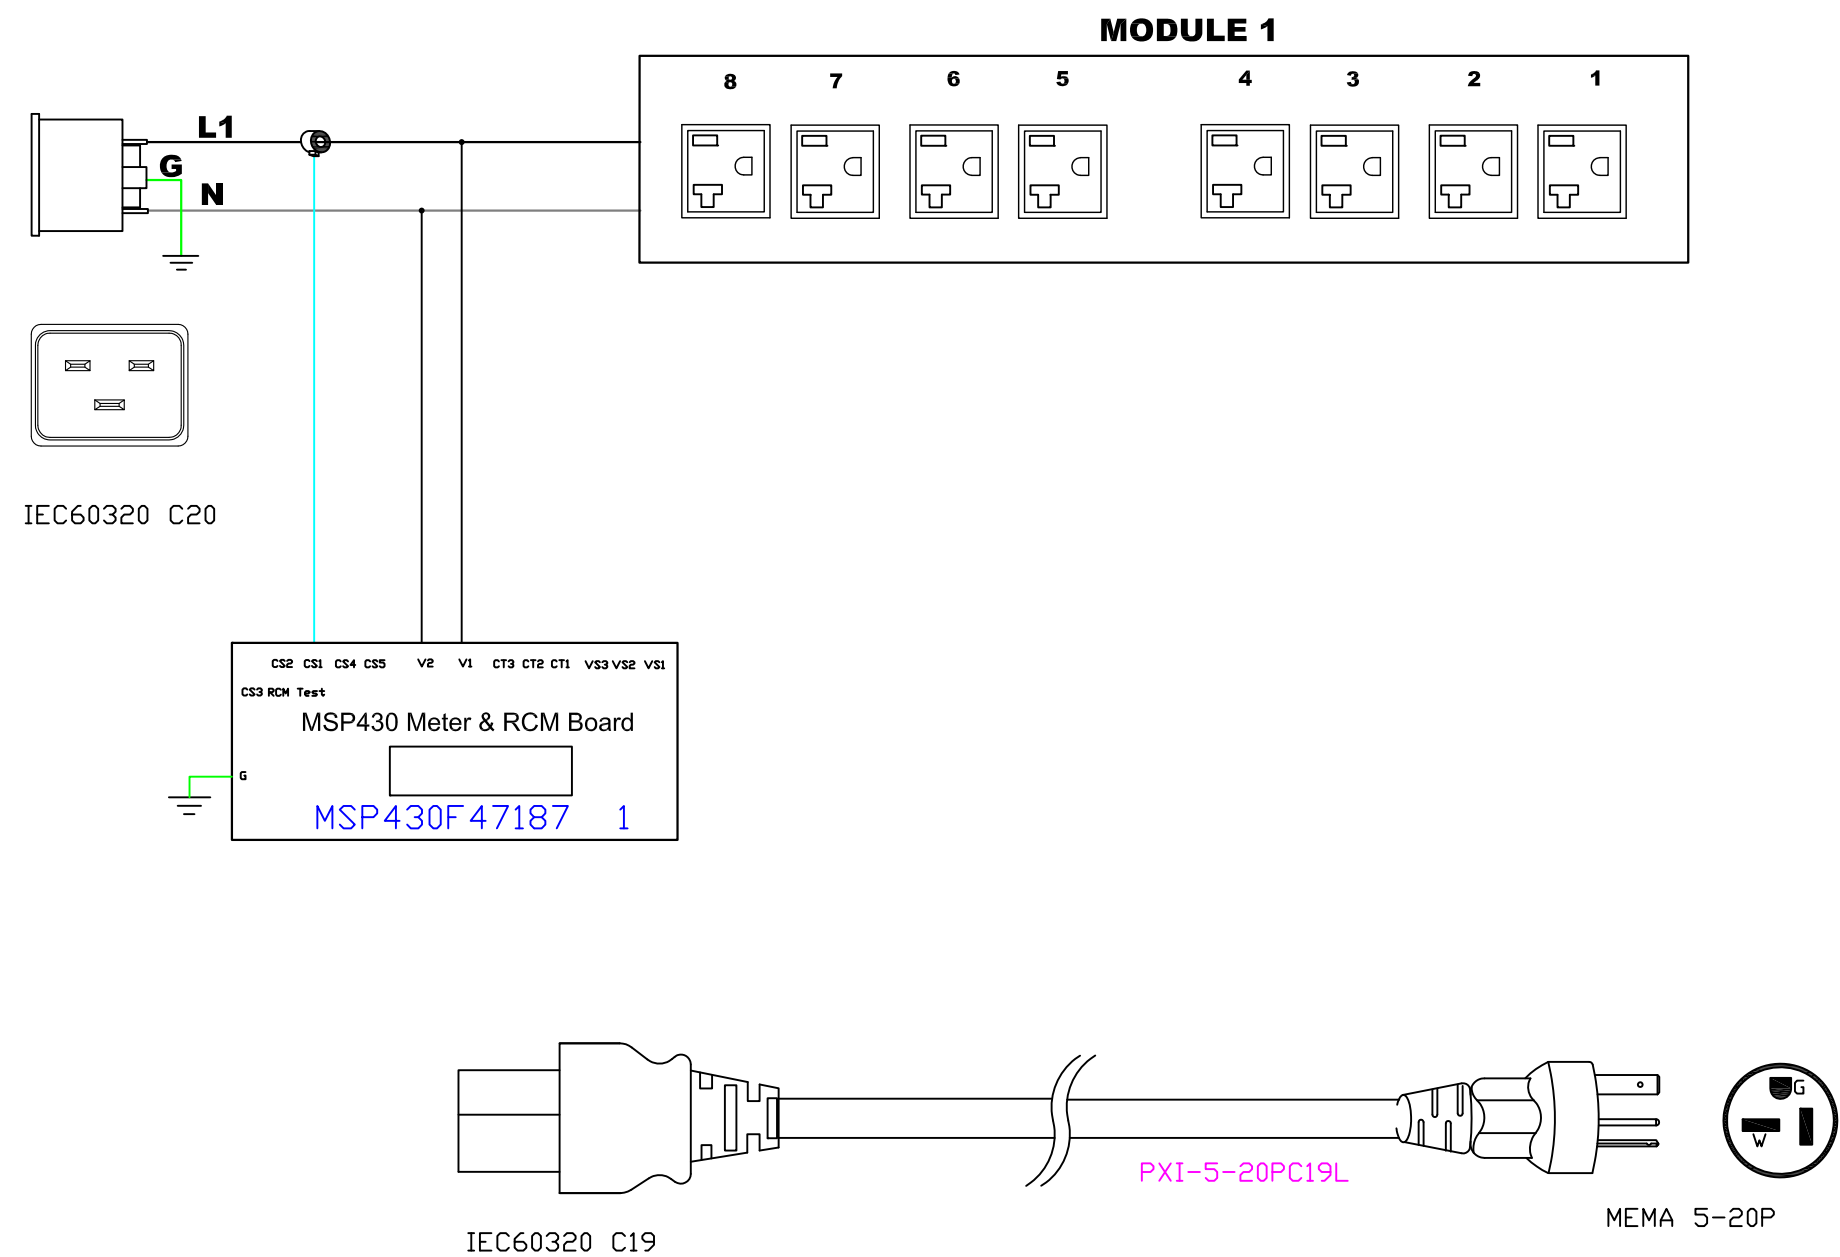 MODULE 1
8 7 6 5 4 3 2 1
L1
G
N
IEC60320 C20
CS2 CS1 CS4 CS5 V2 V1 CT3 CT2 CT1 VS3 VS2 VS1
CS3 RCM Test
MSP430 Meter & RCM Board
G
MSP430F47187 1
G
W
PXI-5-20PC19L
MEMA 5-20P
IEC60320 C19